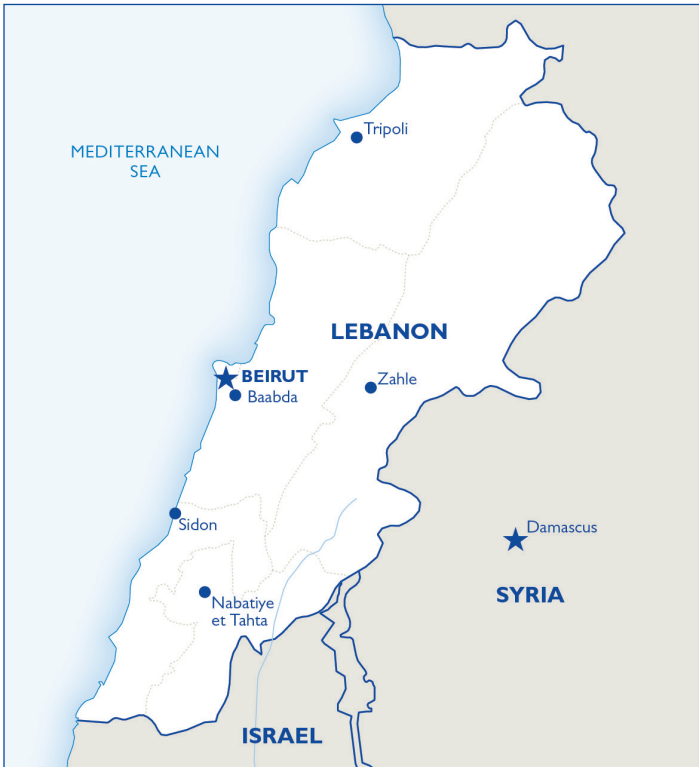 Tripoli
MEDITERRANEAN
SEA
LEBANON
BEIRUT
Zahle
Baabda
Sidon
Damascus
SYRIA
Nabatiye
et Tahta
ISRAEL